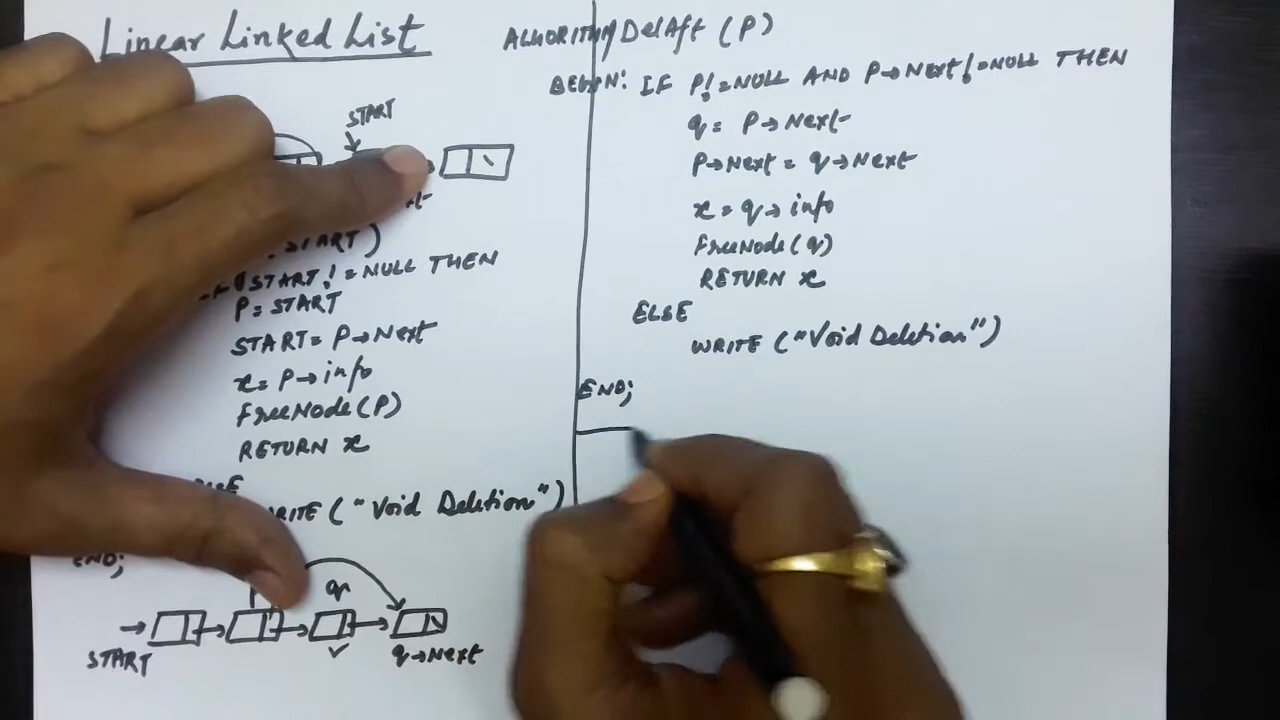 Linear Linked List
START
START)
START != NULL THEN
P = START
START = P→Next
x = P→info
FreeNode(P)
RETURN x
WRITE ("Void Deletion")
END;
q
START
q→Next
ALGORITHM DelAft (P)
BEGIN: IF P != NULL AND P→Next != NULL THEN
q = P→Next
P→Next = q→Next
x = q→info
FreeNode(q)
RETURN x
ELSE
WRITE ("Void Deletion")
END;